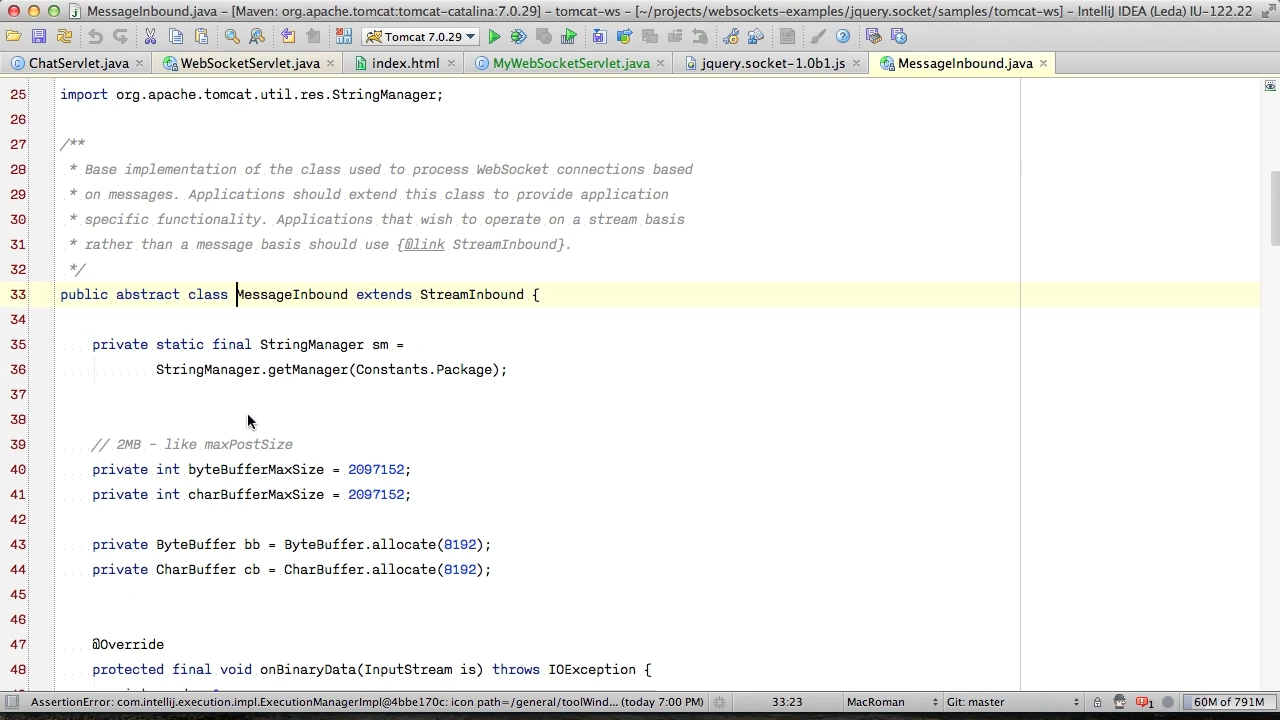 MessageInbound.java – [Maven: org.apache.tomcat:tomcat-catalina:7.0.29] – tomcat-ws – [~/projects/websockets-examples/jquery.socket/samples/tomcat-ws] – IntelliJ IDEA (Leda) IU–122.22
Tomcat 7.0.29
ChatServlet.java WebSocketServlet.java index.html MyWebSocketServlet.java jquery.socket-1.0b1.js MessageInbound.java
25 import org.apache.tomcat.util.res.StringManager;
26
27 /**
28 * Base implementation of the class used to process WebSocket connections based
29 * on messages. Applications should extend this class to provide application
30 * specific functionality. Applications that wish to operate on a stream basis
31 * rather than a message basis should use {@link StreamInbound}.
32 */
33 public abstract class MessageInbound extends StreamInbound {
34
35 private static final StringManager sm =
36 StringManager.getManager(Constants.Package);
37
38
39 // 2MB - like maxPostSize
40 private int byteBufferMaxSize = 2097152;
41 private int charBufferMaxSize = 2097152;
42
43 private ByteBuffer bb = ByteBuffer.allocate(8192);
44 private CharBuffer cb = CharBuffer.allocate(8192);
45
46
47 @Override
48 protected final void onBinaryData(InputStream is) throws IOException {
AssertionError: com.intellij.execution.impl.ExecutionManagerImpl@4bbe170c: icon path=/general/toolWind... (today 7:00 PM) 33:23 MacRoman Git: master 1 60M of 791M